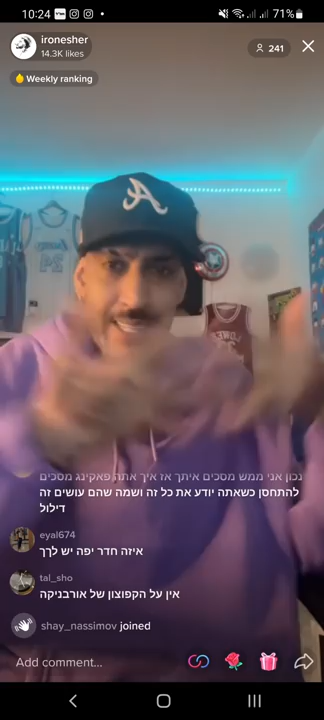 10:24
71%
ironesher
14.3K likes
241
Weekly ranking
נכון אני ממש מסכים איתך אז איך אתה פאקינג מסכים
להתחסן כשאתה יודע את כל זה ושמה שהם עושים זה
דילול
eyal674
איזה חדר יפה יש לךך
tal_sho
אין על הקפוצון של אורבניקה
shay_nassimov joined
Add comment...